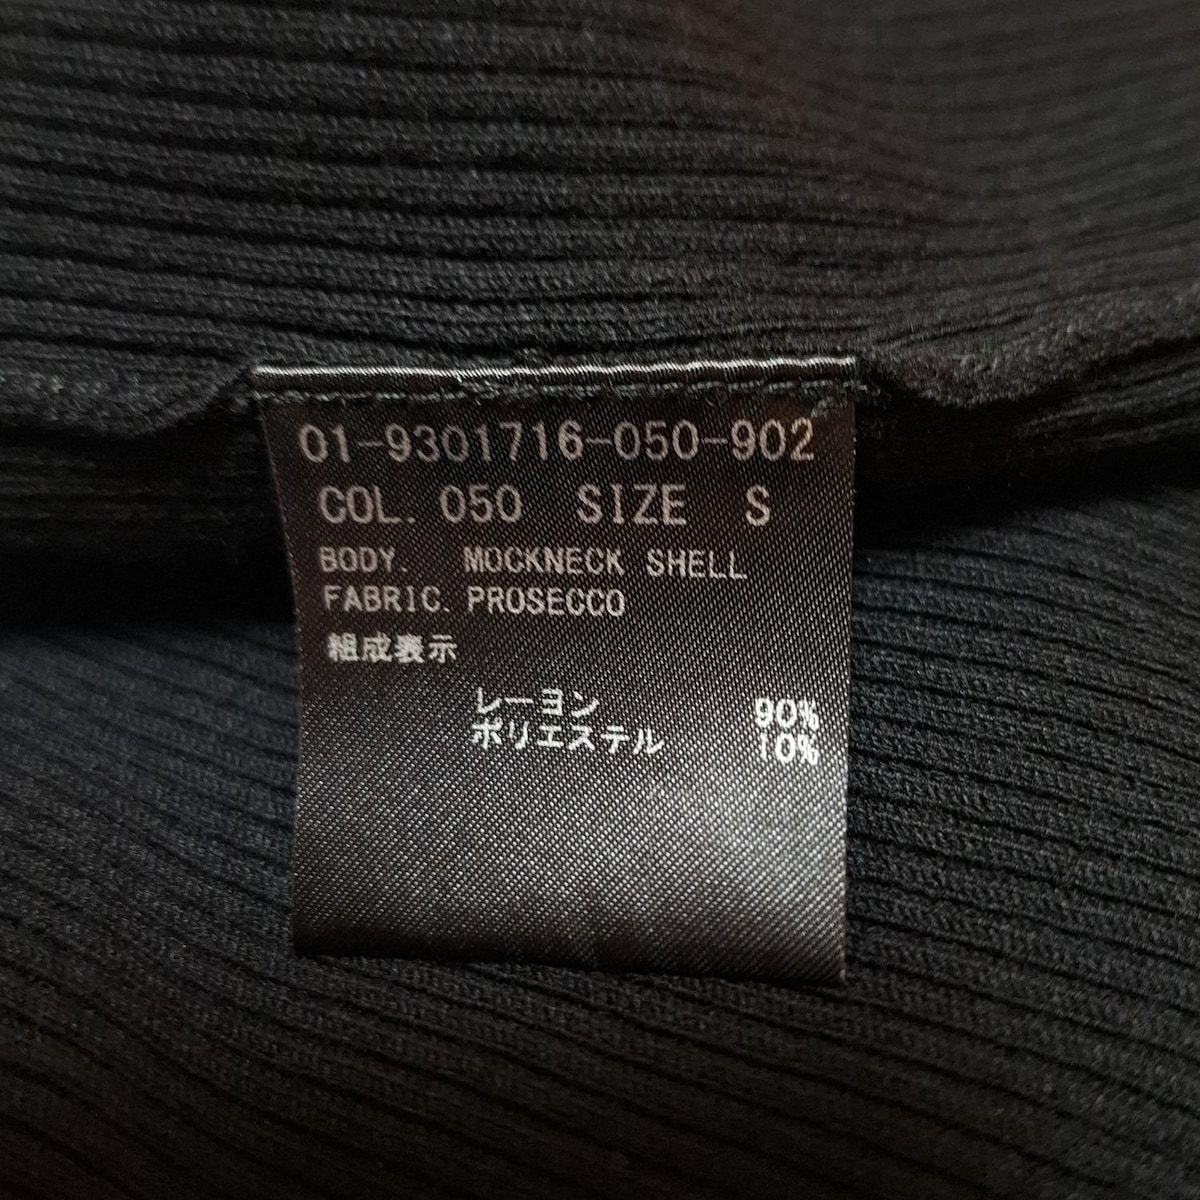 01-9301716-050-902
COL. 050 SIZE S
BODY. MOCKNECK SHELL
FABRIC. PROSECCO
組成表示
レーヨン 90%
ポリエステル 10%